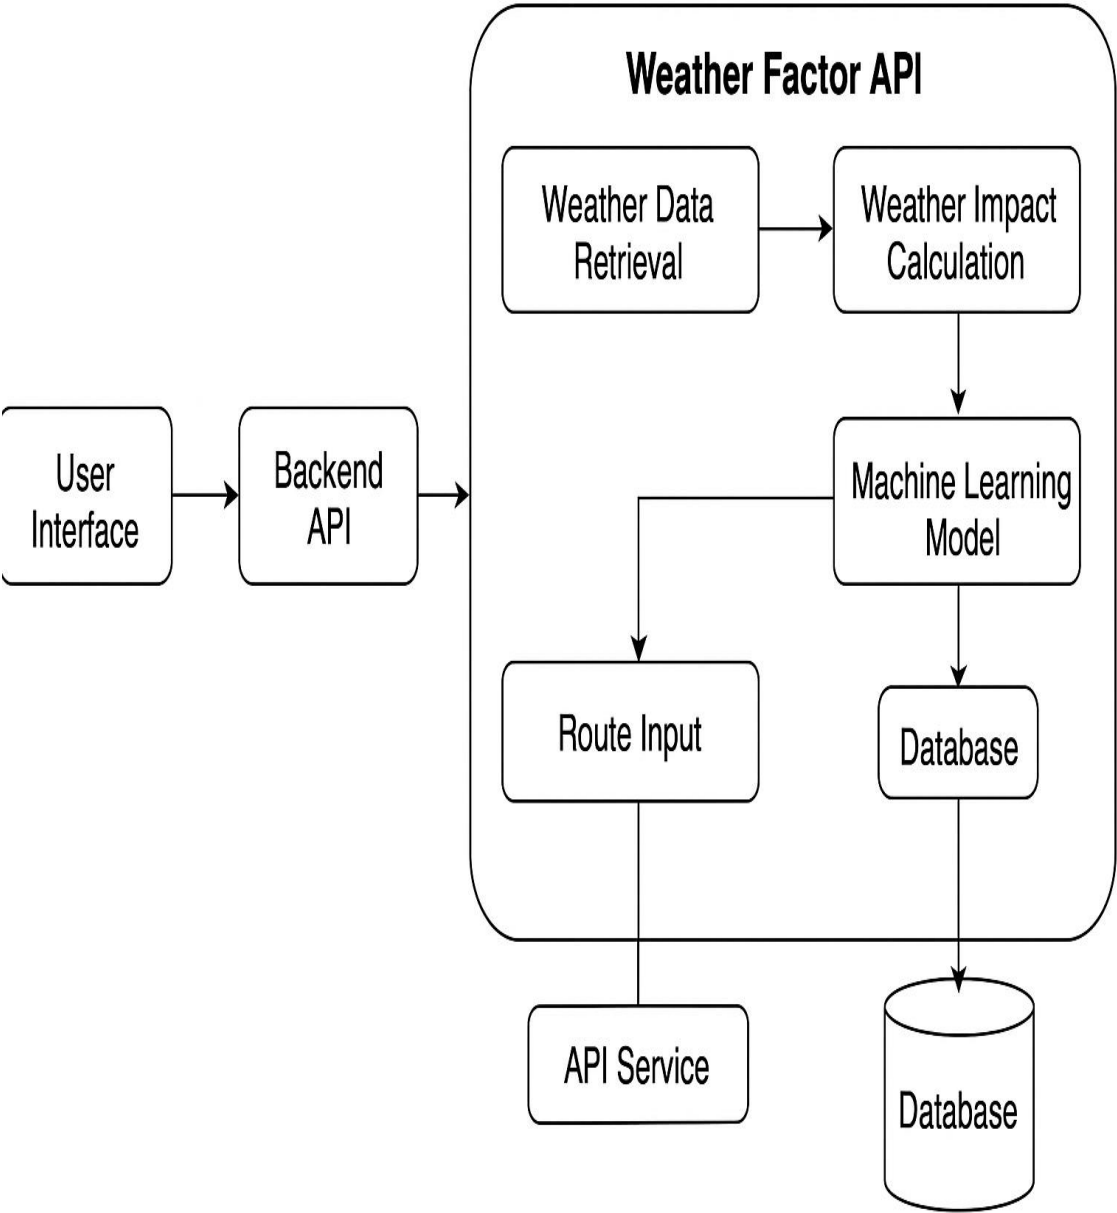 Weather Factor API
Weather Data
Retrieval
Weather Impact
Calculation
User
Interface
Backend
API
Machine Learning
Model
Route Input
Database
API Service
Database